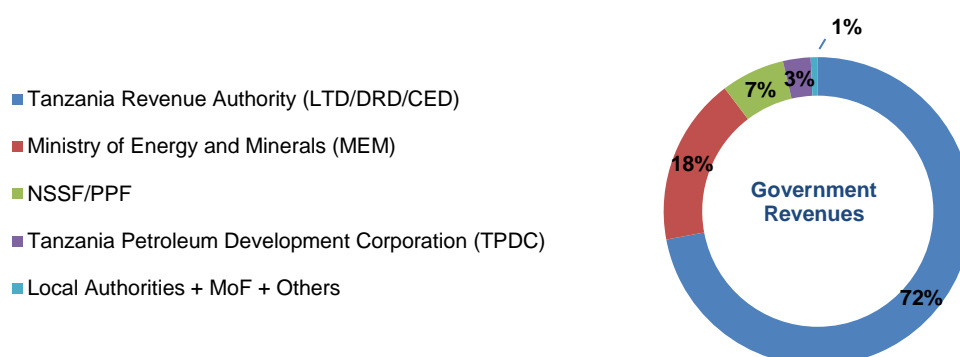 Tanzania Revenue Authority (LTD/DRD/CED)
Ministry of Energy and Minerals (MEM)
NSSF/PPF
Tanzania Petroleum Development Corporation (TPDC)
Local Authorities + MoF + Others
1%
3%
7%
18%
Government
Revenues
72%